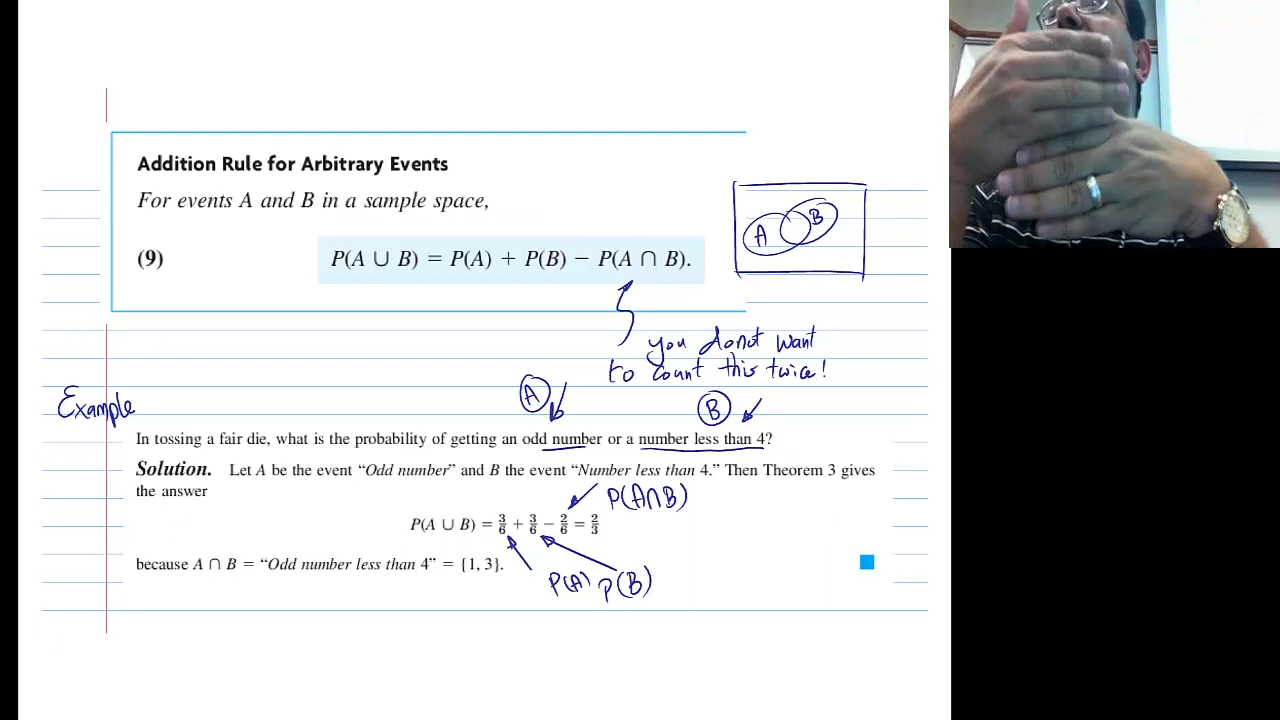 Addition Rule for Arbitrary Events
For events A and B in a sample space,
(9) P(A ∪ B) = P(A) + P(B) − P(A ∩ B).
A B
you donot want
to count this twice!
Example
A B
In tossing a fair die, what is the probability of getting an odd number or a number less than 4?
Solution. Let A be the event “Odd number” and B the event “Number less than 4.” Then Theorem 3 gives
the answer
P(A∩B)
P(A ∪ B) = 3/6 + 3/6 − 2/6 = 2/3
because A ∩ B = “Odd number less than 4” = {1, 3}.
P(A) P(B)